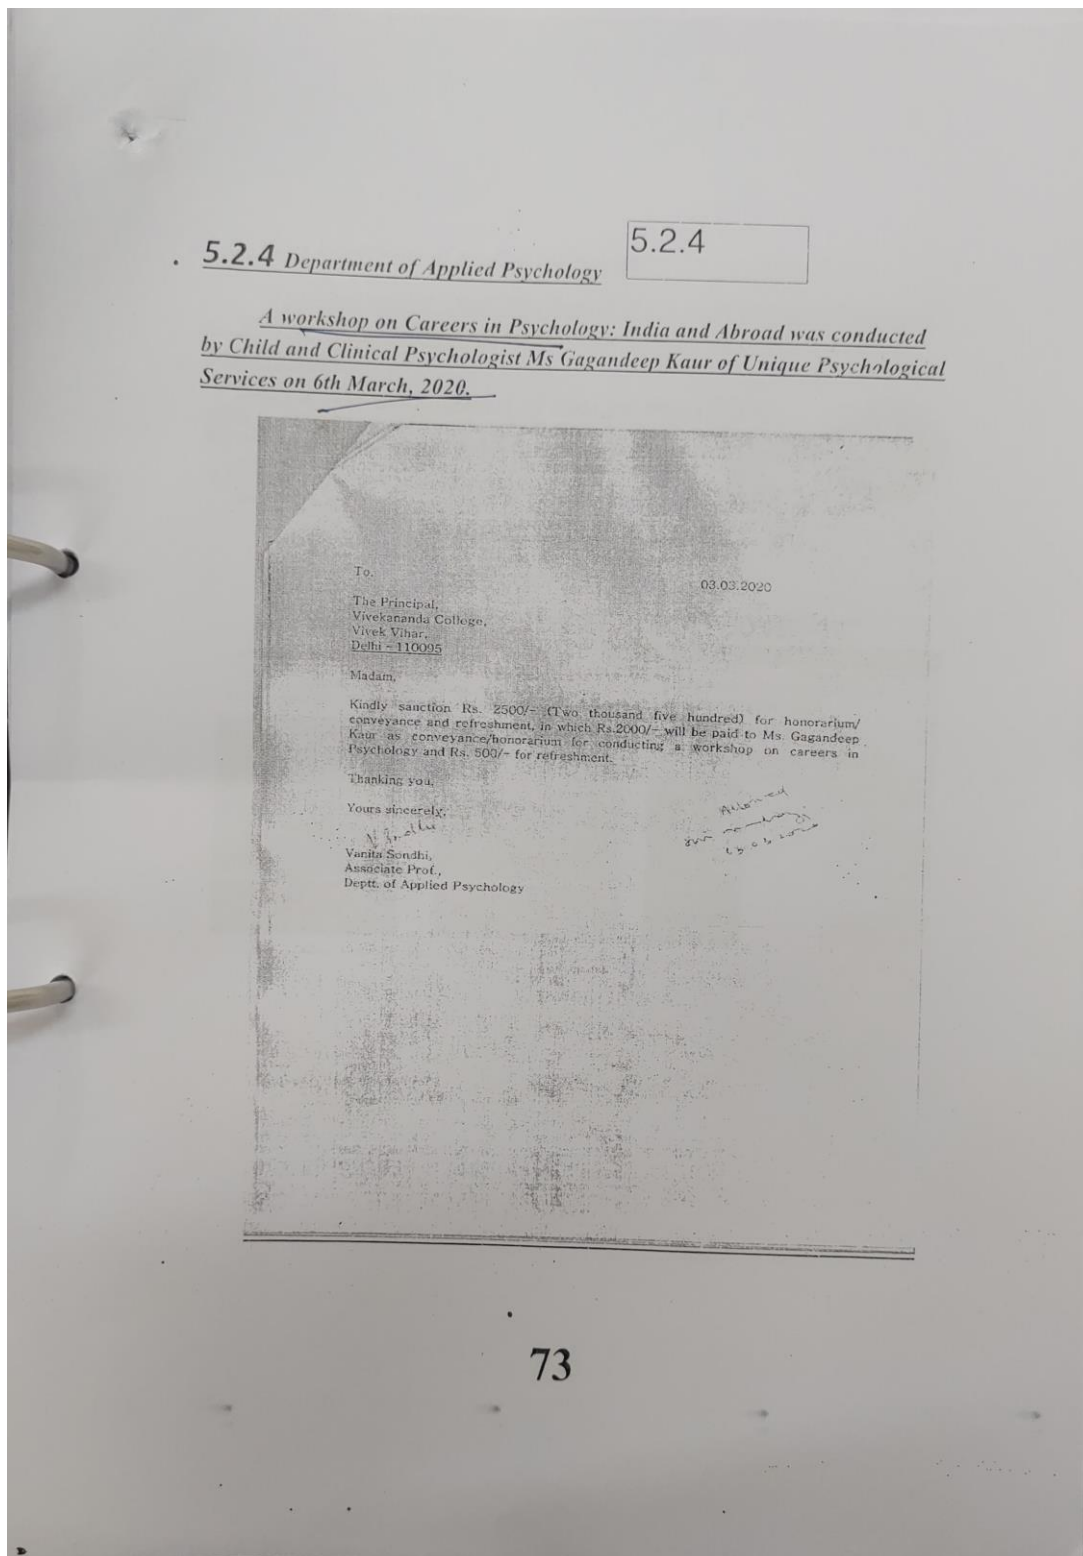 5.2.4 Department of Applied Psychology
5.2.4
A workshop on Careers in Psychology: India and Abroad was conducted
by Child and Clinical Psychologist Ms Gagandeep Kaur of Unique Psychological
Services on 6th March, 2020.
To,
03.03.2020
The Principal,
Vivekananda College,
Vivek Vihar,
Delhi - 110095
Madam,
Kindly sanction Rs. 2500/- (Two thousand five hundred) for honorarium/
conveyance and refreshment, in which Rs.2000/- will be paid to Ms. Gagandeep
Kaur as conveyance/honorarium for conducting a workshop on careers in
Psychology and Rs. 500/- for refreshment.
Thanking you,
Yours sincerely,
Vanita Sondhi,
Associate Prof.,
Deptt. of Applied Psychology
73